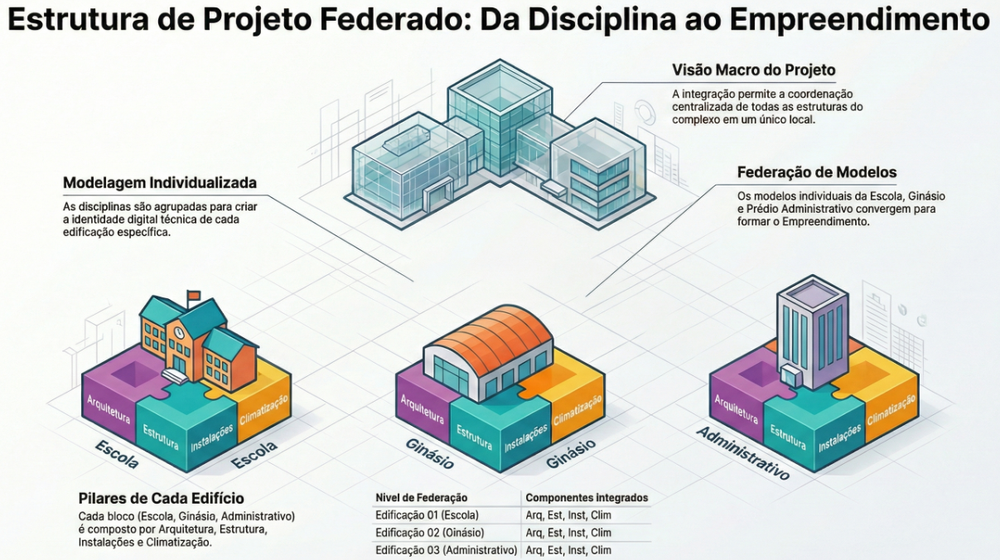 Estrutura de Projeto Federado: Da Disciplina ao Empreendimento
Visão Macro do Projeto
A integração permite a coordenação
centralizada de todas as estruturas do
complexo em um único local.
Modelagem Individualizada
As disciplinas são agrupadas para criar
a identidade digital técnica de cada
edificação específica.
Federação de Modelos
Os modelos individuais da Escola, Ginásio
e Prédio Administrativo convergem para
formar o Empreendimento.
Arquitetura
Estrutura
Instalações
Climatização
Escola
Escola
Arquitetura
Estrutura
Instalações
Climatização
Ginásio
Ginásio
Arquitetura
Estrutura
Instalações
Climatização
Administrativo
Pilares de Cada Edifício
Cada bloco (Escola, Ginásia, Administrativo)
é composto por Arquitetura, Estrutura,
Instalações e Climatização.
Nivel de Federação Componentes integrados
Edificação 01 (Escola) Arq, Est, Inst, Clim
Edificação 02 (Oinásio) Arq, Est, Inst, Clim
Edificação 03 (Administrativo) Arq, Est, Inst, Clim